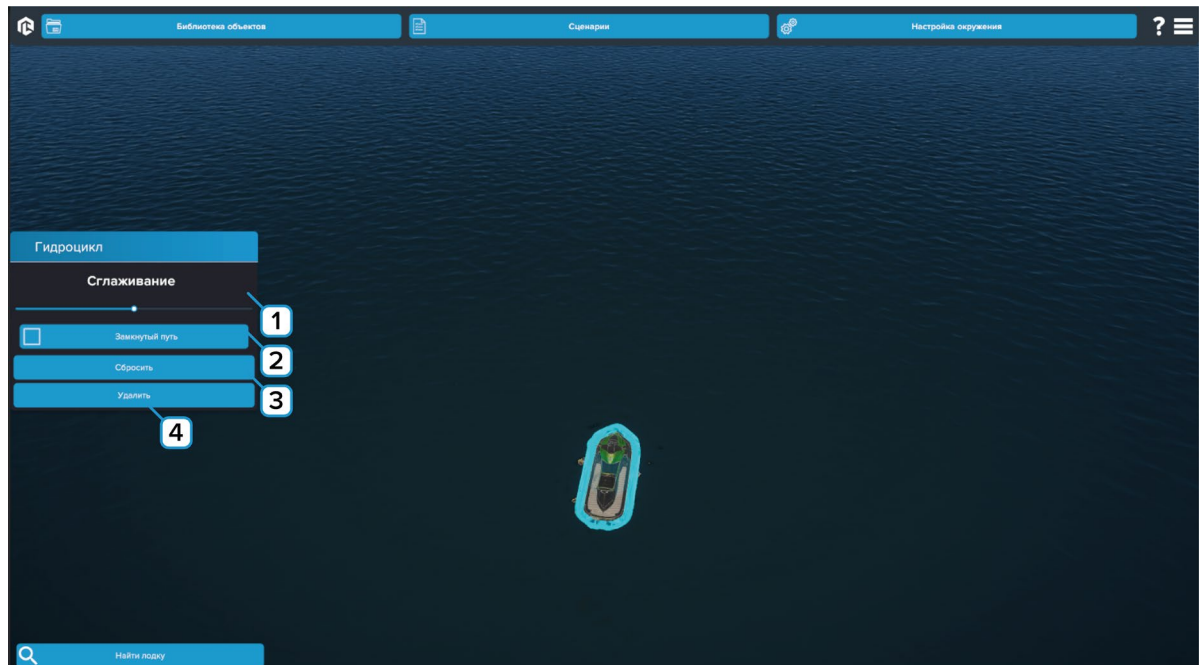 Библиотека объектов
Сценарии
Настройка окружения
?
Гидроцикл
Сглаживание
1
Замкнутый путь
2
Сбросить
3
Удалить
4
Найти лодку